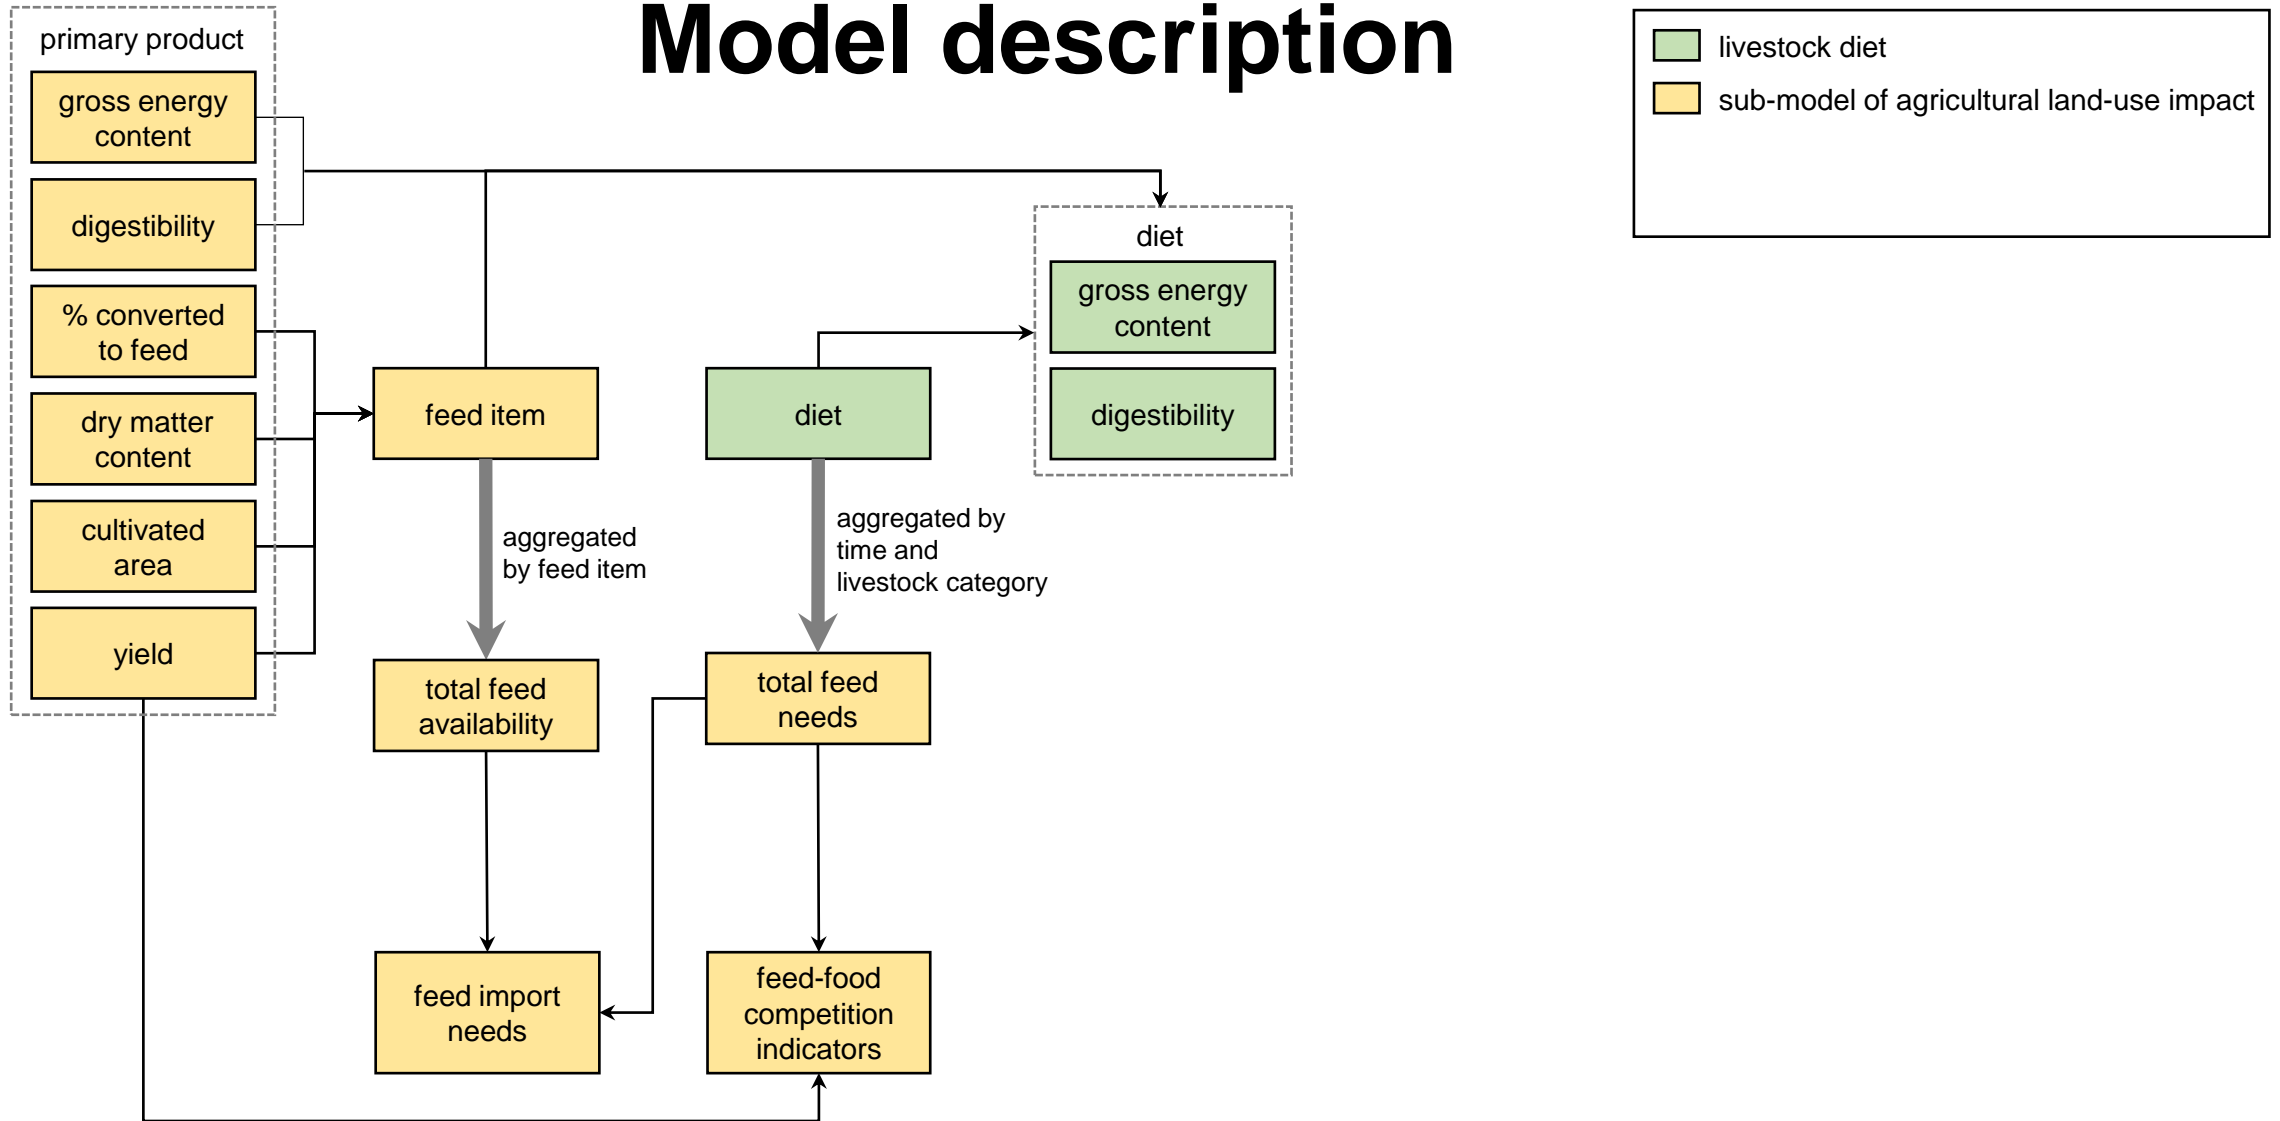 Model description
primary product
gross energy
content
digestibility
% converted
to feed
dry matter
content
cultivated
area
yield
feed item
aggregated
by feed item
total feed
availability
feed import
needs
diet
aggregated by
time and
livestock category
total feed
needs
feed-food
competition
indicators
diet
gross energy
content
digestibility
livestock diet
sub-model of agricultural land-use impact